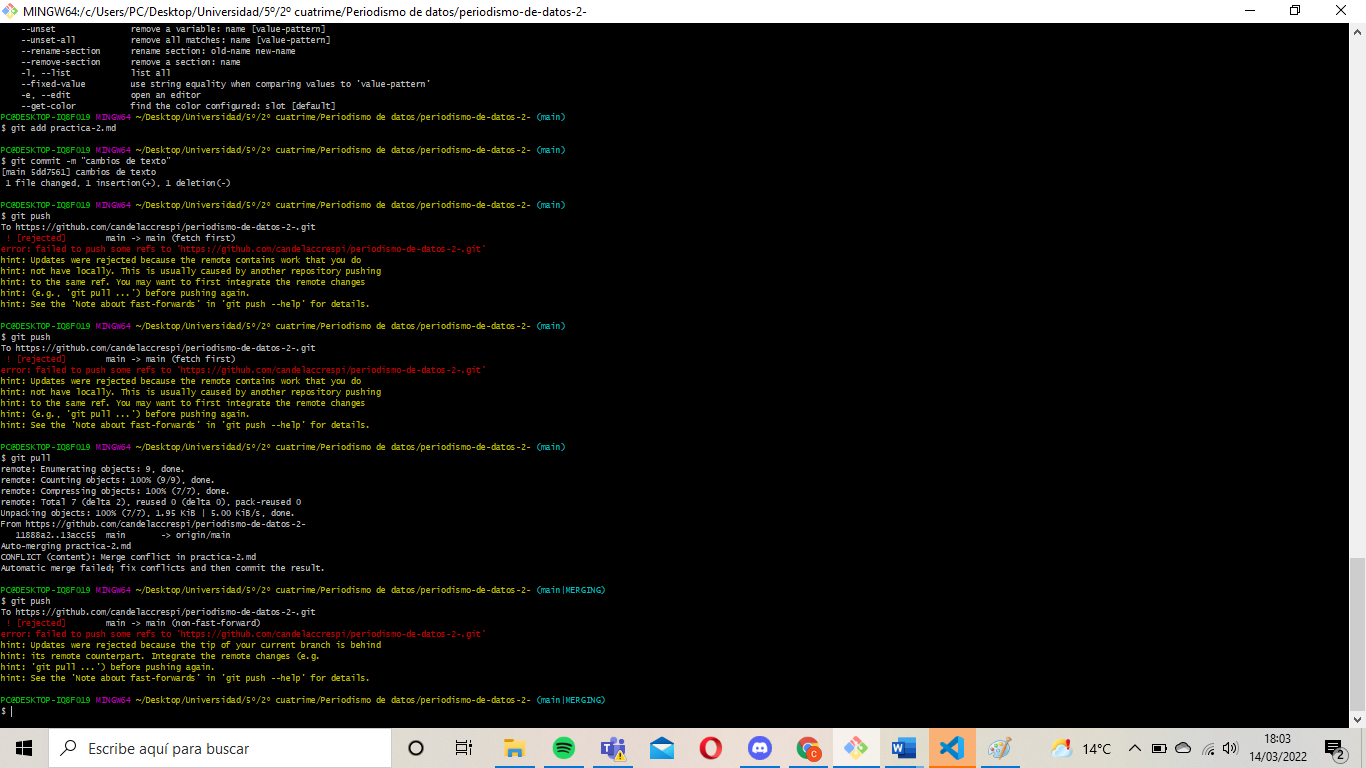 MINGW64:/c/Users/PC/Desktop/Universidad/5º/2º cuatrime/Periodismo de datos/periodismo-de-datos-2-
--unset remove a variable: name [value-pattern]
--unset-all remove all matches: name [value-pattern]
--rename-section rename section: old-name new-name
--remove-section remove a section: name
-l, --list list all
--fixed-value use string equality when comparing values to 'value-pattern'
-e, --edit open an editor
--get-color find the color configured: slot [default]
PC@DESKTOP-IQ8FO19 MINGW64 ~/Desktop/Universidad/5º/2º cuatrime/Periodismo de datos/periodismo-de-datos-2- (main)
$ git add practica-2.md
PC@DESKTOP-IQ8FO19 MINGW64 ~/Desktop/Universidad/5º/2º cuatrime/Periodismo de datos/periodismo-de-datos-2- (main)
$ git commit -m "cambios de texto"
[main 5dd7561] cambios de texto
1 file changed, 1 insertion(+), 1 deletion(-)
PC@DESKTOP-IQ8FO19 MINGW64 ~/Desktop/Universidad/5º/2º cuatrime/Periodismo de datos/periodismo-de-datos-2- (main)
$ git push
To https://github.com/candelaccrespi/periodismo-de-datos-2-.git
! [rejected] main -> main (fetch first)
error: failed to push some refs to 'https://github.com/candelaccrespi/periodismo-de-datos-2-.git'
hint: Updates were rejected because the remote contains work that you do
hint: not have locally. This is usually caused by another repository pushing
hint: to the same ref. You may want to first integrate the remote changes
hint: (e.g., 'git pull ...') before pushing again.
hint: See the 'Note about fast-forwards' in 'git push --help' for details.
PC@DESKTOP-IQ8FO19 MINGW64 ~/Desktop/Universidad/5º/2º cuatrime/Periodismo de datos/periodismo-de-datos-2- (main)
$ git push
To https://github.com/candelaccrespi/periodismo-de-datos-2-.git
! [rejected] main -> main (fetch first)
error: failed to push some refs to 'https://github.com/candelaccrespi/periodismo-de-datos-2-.git'
hint: Updates were rejected because the remote contains work that you do
hint: not have locally. This is usually caused by another repository pushing
hint: to the same ref. You may want to first integrate the remote changes
hint: (e.g., 'git pull ...') before pushing again.
hint: See the 'Note about fast-forwards' in 'git push --help' for details.
PC@DESKTOP-IQ8FO19 MINGW64 ~/Desktop/Universidad/5º/2º cuatrime/Periodismo de datos/periodismo-de-datos-2- (main)
$ git pull
remote: Enumerating objects: 9, done.
remote: Counting objects: 100% (9/9), done.
remote: Compressing objects: 100% (7/7), done.
remote: Total 7 (delta 2), reused 0 (delta 0), pack-reused 0
Unpacking objects: 100% (7/7), 1.95 KiB | 5.00 KiB/s, done.
From https://github.com/candelaccrespi/periodismo-de-datos-2-
11888a2..13acc55 main -> origin/main
Auto-merging practica-2.md
CONFLICT (content): Merge conflict in practica-2.md
Automatic merge failed; fix conflicts and then commit the result.
PC@DESKTOP-IQ8FO19 MINGW64 ~/Desktop/Universidad/5º/2º cuatrime/Periodismo de datos/periodismo-de-datos-2- (main|MERGING)
$ git push
To https://github.com/candelaccrespi/periodismo-de-datos-2-.git
! [rejected] main -> main (non-fast-forward)
error: failed to push some refs to 'https://github.com/candelaccrespi/periodismo-de-datos-2-.git'
hint: Updates were rejected because the tip of your current branch is behind
hint: its remote counterpart. Integrate the remote changes (e.g.
hint: 'git pull ...') before pushing again.
hint: See the 'Note about fast-forwards' in 'git push --help' for details.
PC@DESKTOP-IQ8FO19 MINGW64 ~/Desktop/Universidad/5º/2º cuatrime/Periodismo de datos/periodismo-de-datos-2- (main|MERGING)
$
Escribe aquí para buscar
14°C
18:03
14/03/2022
2